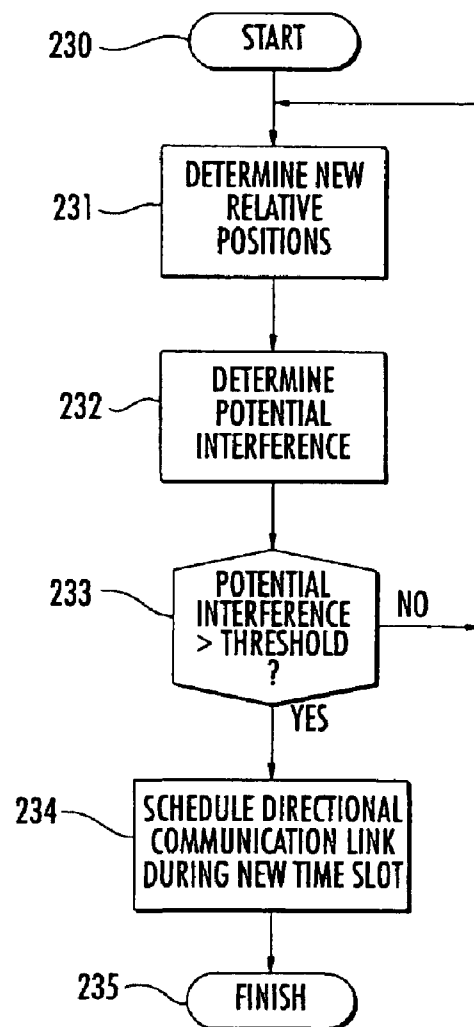 230
START
231
DETERMINE NEW
RELATIVE
POSITIONS
232
DETERMINE
POTENTIAL
INTERFERENCE
233
POTENTIAL
INTERFERENCE
> THRESHOLD
?
NO
YES
234
SCHEDULE DIRECTIONAL
COMMUNICATION LINK
DURING NEW TIME SLOT
235
FINISH